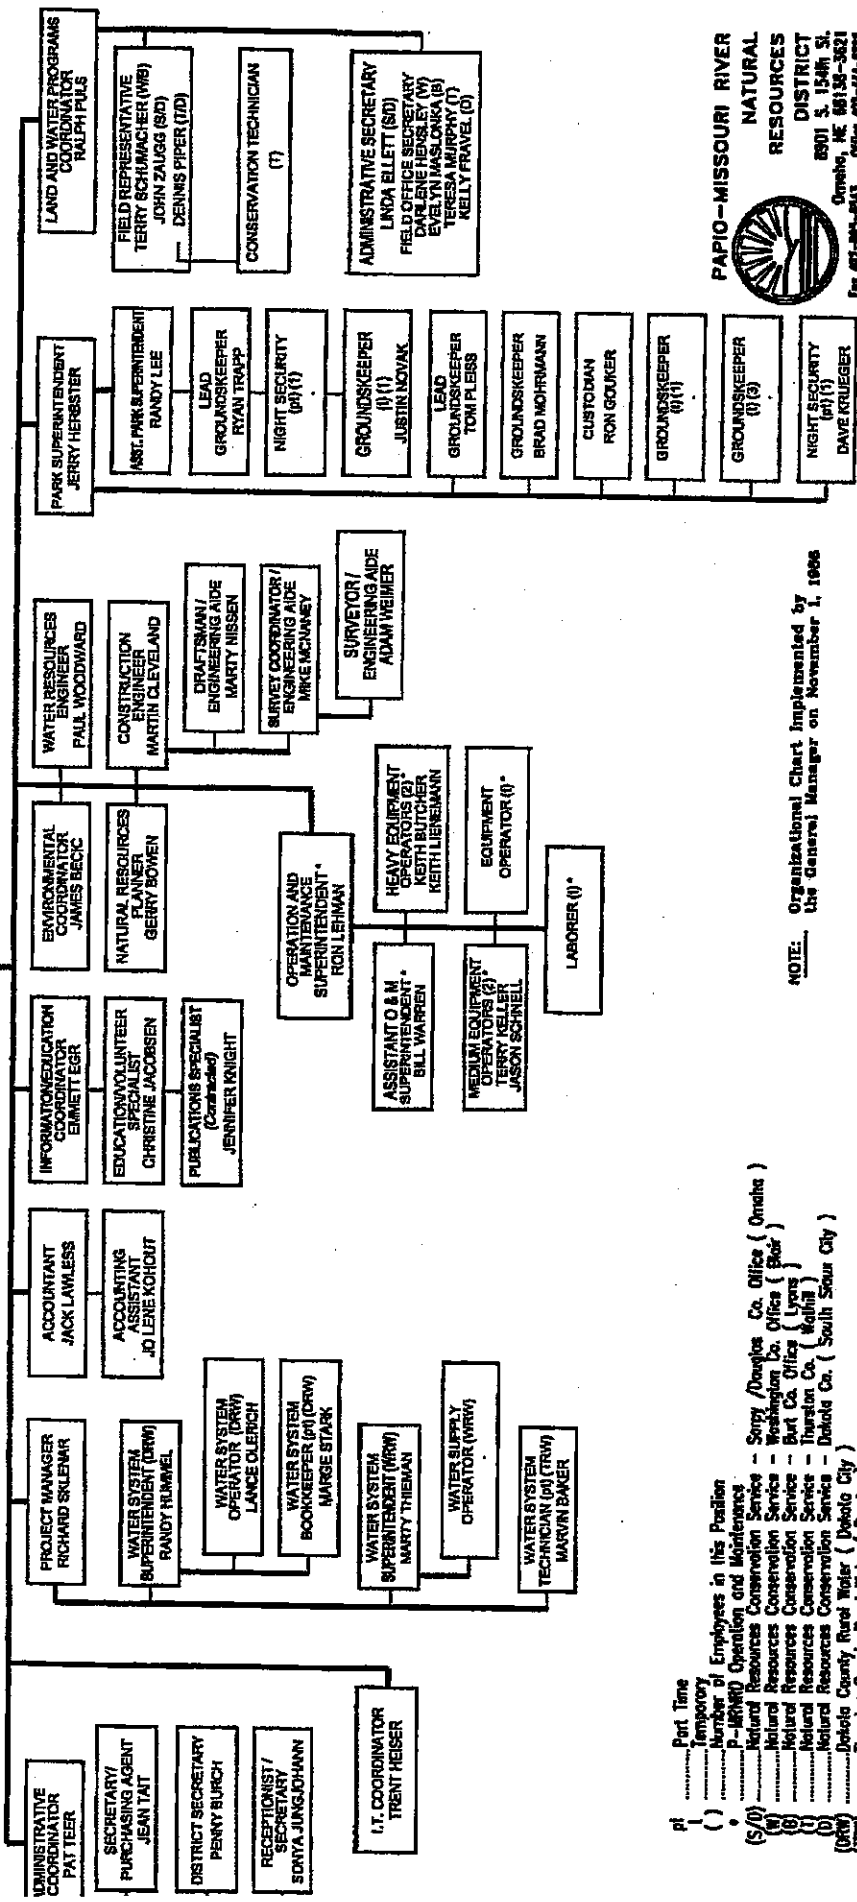 ADMINISTRATIVE
COORDINATOR
PAT TEER
SECRETARY/
PURCHASING AGENT
JEAN TAIT
DISTRICT SECRETARY
PENNY BURCH
RECEPTIONIST /
SECRETARY
SONYA JUNGJOHANN
I.T. COORDINATOR
TRENT HEISER
PROJECT MANAGER
RICHARD SKLENAR
WATER SYSTEM
SUPERINTENDENT (DRW)
RANDY HUMMEL
WATER SYSTEM
OPERATOR (DRW)
LANCE OLERICH
WATER SYSTEM
BOOKKEEPER (pt) (DRW)
MARGE STARK
WATER SYSTEM
SUPERINTENDENT (WRW)
MARTY THIEMAN
WATER SUPPLY
OPERATOR (WRW)
WATER SYSTEM
TECHNICIAN (pt) (TRW)
MARVIN BAKER
ACCOUNTANT
JACK LAWLESS
ACCOUNTING
ASSISTANT
JO LENE KOHOUT
INFORMATION/EDUCATION
COORDINATOR
EMMETT EGR
EDUCATION/VOLUNTEER
SPECIALIST
CHRISTINE JACOBSEN
PUBLICATIONS SPECIALIST
(Contracted)
JENNIFER KNIGHT
ENVIRONMENTAL
COORDINATOR
JAMES BECIC
WATER RESOURCES
ENGINEER
PAUL WOODWARD
NATURAL RESOURCES
PLANNER
GERRY BOWEN
CONSTRUCTION
ENGINEER
MARTIN CLEVELAND
DRAFTSMAN /
ENGINEERING AIDE
MARTY NISSEN
SURVEY COORDINATOR /
ENGINEERING AIDE
MIKE MCNANEY
SURVEYOR /
ENGINEERING AIDE
ADAM WEIMER
OPERATION AND
MAINTENANCE
SUPERINTENDENT *
RON LEHMAN
ASSISTANT O & M
SUPERINTENDENT *
BILL WARREN
HEAVY EQUIPMENT
OPERATORS (2) *
KEITH BUTCHER
KEITH LIENEMANN
MEDIUM EQUIPMENT
OPERATORS (2) *
TERRY KELLER
JASON SCHNELL
EQUIPMENT
OPERATOR (t) *
LABORER (t) *
PARK SUPERINTENDENT
JERRY HERBSTER
ASST. PARK SUPERINTENDENT
RANDY LEE
LEAD
GROUNDSKEEPER
RYAN TRAPP
NIGHT SECURITY
(pt) (1)
GROUNDSKEEPER
(t) (1)
JUSTIN NOVAK
LEAD
GROUNDSKEEPER
TOM PLEISS
GROUNDSKEEPER
BRAD MOHRMANN
CUSTODIAN
RON GOUKER
GROUNDSKEEPER
(t) (1)
GROUNDSKEEPER
(t) (3)
NIGHT SECURITY
(pt) (1)
DAVE KRUEGER
LAND AND WATER PROGRAMS
COORDINATOR
RALPH PULS
FIELD REPRESENTATIVE
TERRY SCHUMACHER (W/B)
JOHN ZAUGG (S/D)
DENNIS PIPER (T/D)
CONSERVATION TECHNICIAN
(T)
ADMINISTRATIVE SECRETARY
LINDA ELLETT (S/D)
FIELD OFFICE SECRETARY
DARLENE HENSLEY (W)
EVELYN MASLONKA (B)
TERESA MURPHY (T)
KELLY FRAVEL (D)
pt ........ Part Time
t ........ Temporary
( ) ........ Number of Employees in this Position
* ........ P-MRNRD Operation and Maintenance
(S/D) ........ Natural Resources Conservation Service - Sarpy /Douglas Co. Office ( Omaha )
(W) ........ Natural Resources Conservation Service - Washington Co. Office ( Blair )
(B) ........ Natural Resources Conservation Service - Burt Co. Office ( Lyons )
(T) ........ Natural Resources Conservation Service - Thurston Co. ( Walthill )
(D) ........ Natural Resources Conservation Service - Dakota Co. ( South Sioux City )
(DRW) ........ Dakota County Rural Water ( Dakota City )
NOTE: Organizational Chart Implemented by
the General Manager on November 1, 1986
PAPIO-MISSOURI RIVER
NATURAL
RESOURCES
DISTRICT
8901 S. 154th St.
Omaha, NE 68138-3621